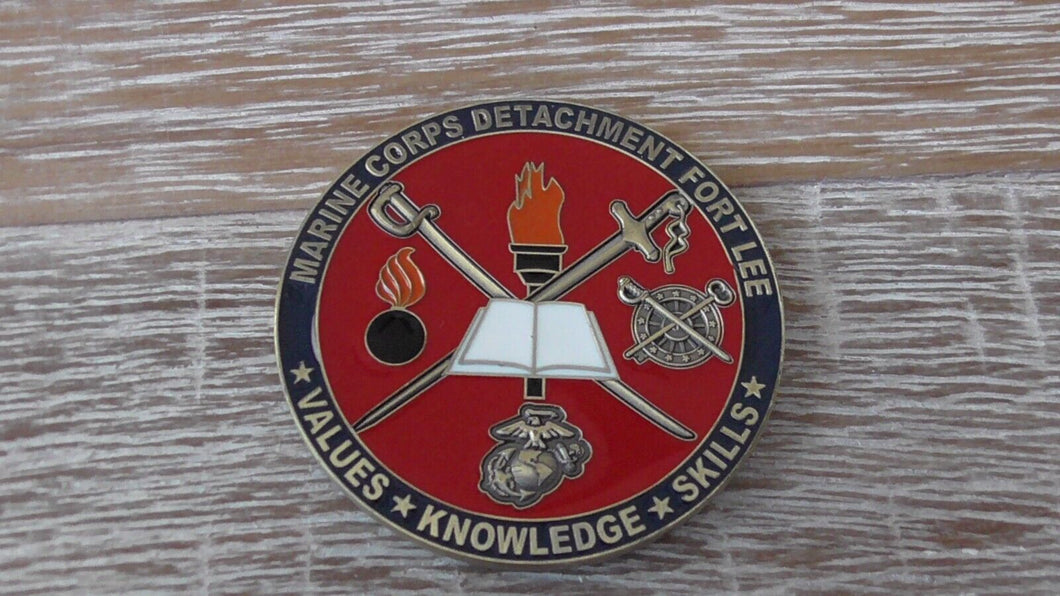 MARINE CORPS DETACHMENT FORT LEE
★ VALUES ★ KNOWLEDGE ★ SKILLS ★